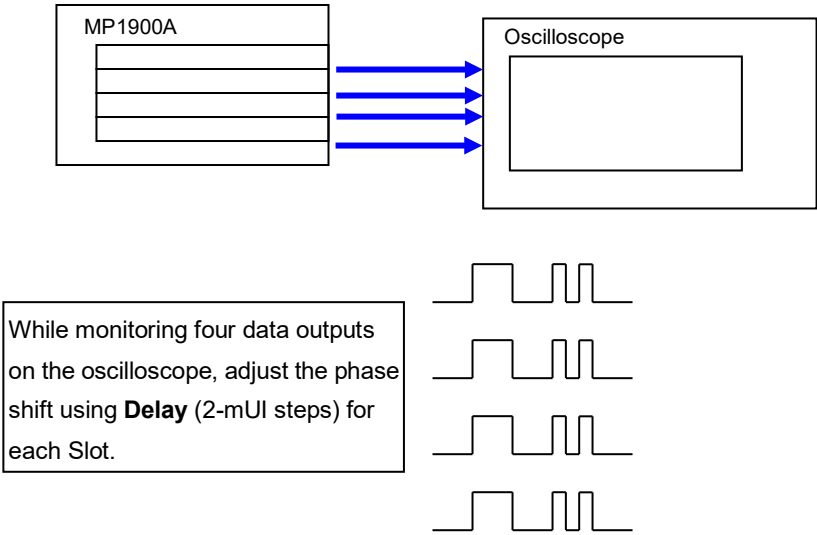 MP1900A
Oscilloscope
While monitoring four data outputs
on the oscilloscope, adjust the phase
shift using Delay (2-mUI steps) for
each Slot.